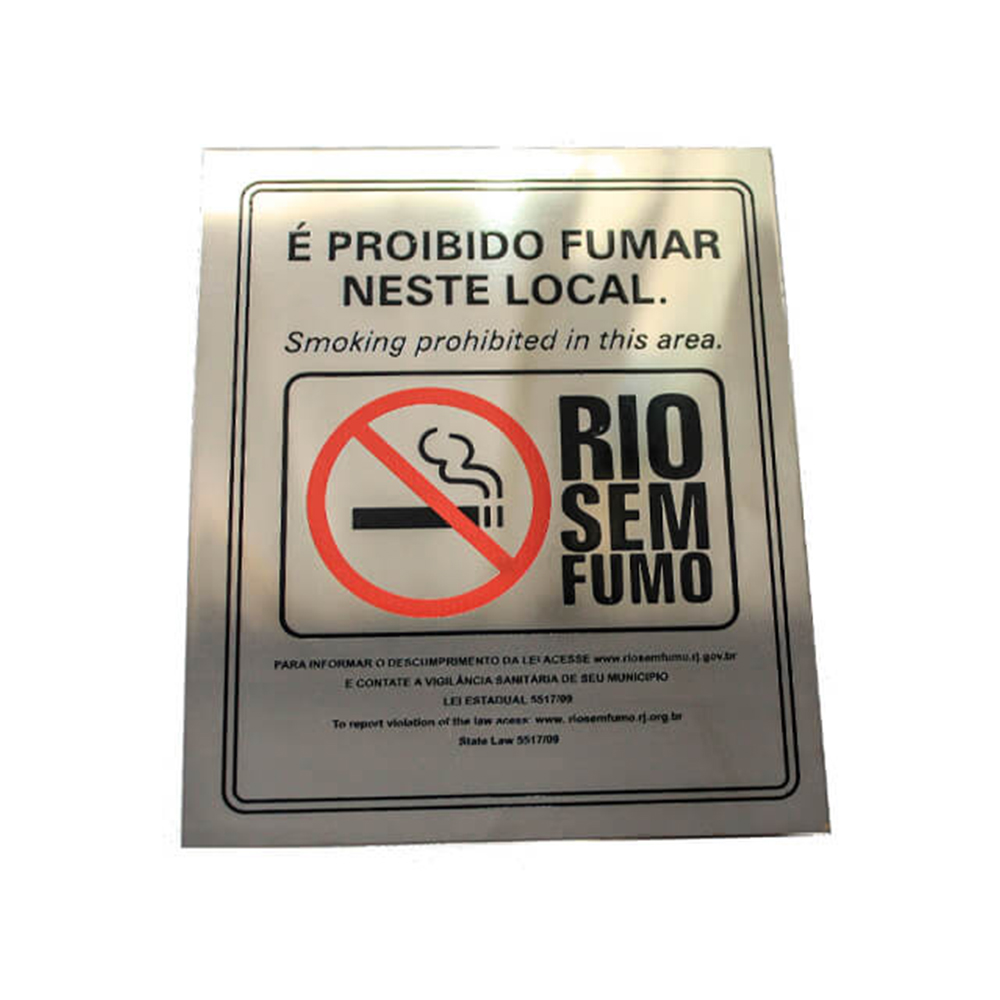 É PROIBIDO FUMAR
NESTE LOCAL.
Smoking prohibited in this area.
RIO
SEM
FUMO
PARA INFORMAR O DESCUMPRIMENTO DA LEI ACESSE www.riosemfumo.rj.gov.br
E CONTATE A VIGILÂNCIA SANITÁRIA DE SEU MUNICIPIO
LEI ESTADUAL 5517/09
To report violation of the law acess: www. riosemfumo.rj.org.br
State Law 5517/09